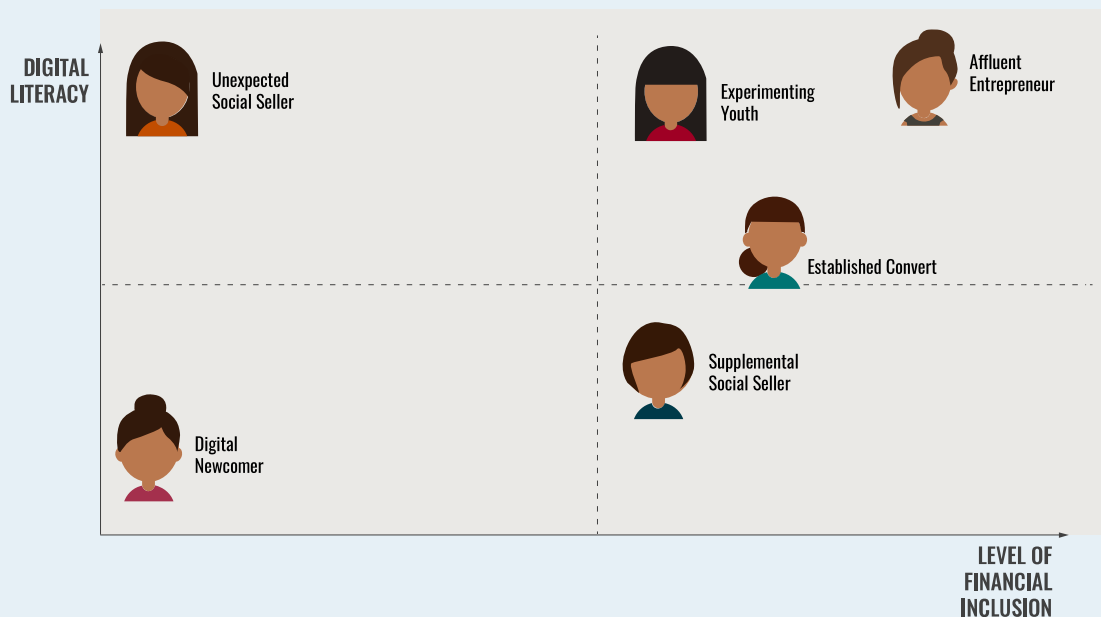 DIGITAL
LITERACY
Unexpected
Social Seller
Experimenting
Youth
Affluent
Entrepreneur
Established Convert
Supplemental
Social Seller
Digital
Newcomer
LEVEL OF
FINANCIAL
INCLUSION